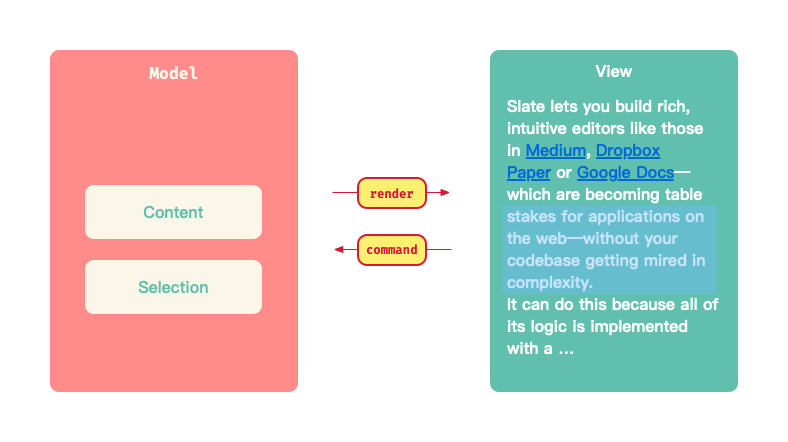 Model
Content
Selection
render
command
View
Slate lets you build rich,
intuitive editors like those
in Medium, Dropbox
Paper or Google Docs—
which are becoming table
stakes for applications on
the web—without your
codebase getting mired in
complexity.
It can do this because all of
its logic is implemented
with a ...